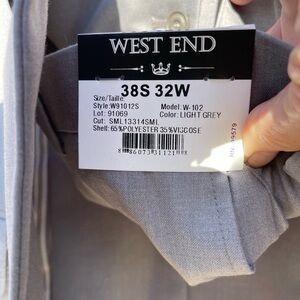 WEST END
38S 32W
Size/Taille
Style:W91012S Model: W-102
Lot: 91069 Color: LIGHT GREY
Cut: SML13314SML
Shell: 65%POLYESTER 35%VISCOSE